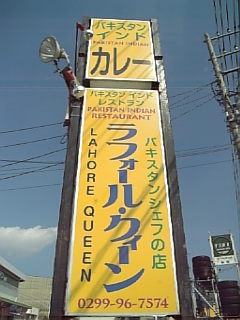 パキスタン
インド
PAKISTAN INDIAN
カレー
パキスタン インド
レストラン
PAKISTAN INDIAN
RESTAURANT
LAHORE QUEEN
ラフォール・クィーン
パキスタンシェフの店
0299-96-7574